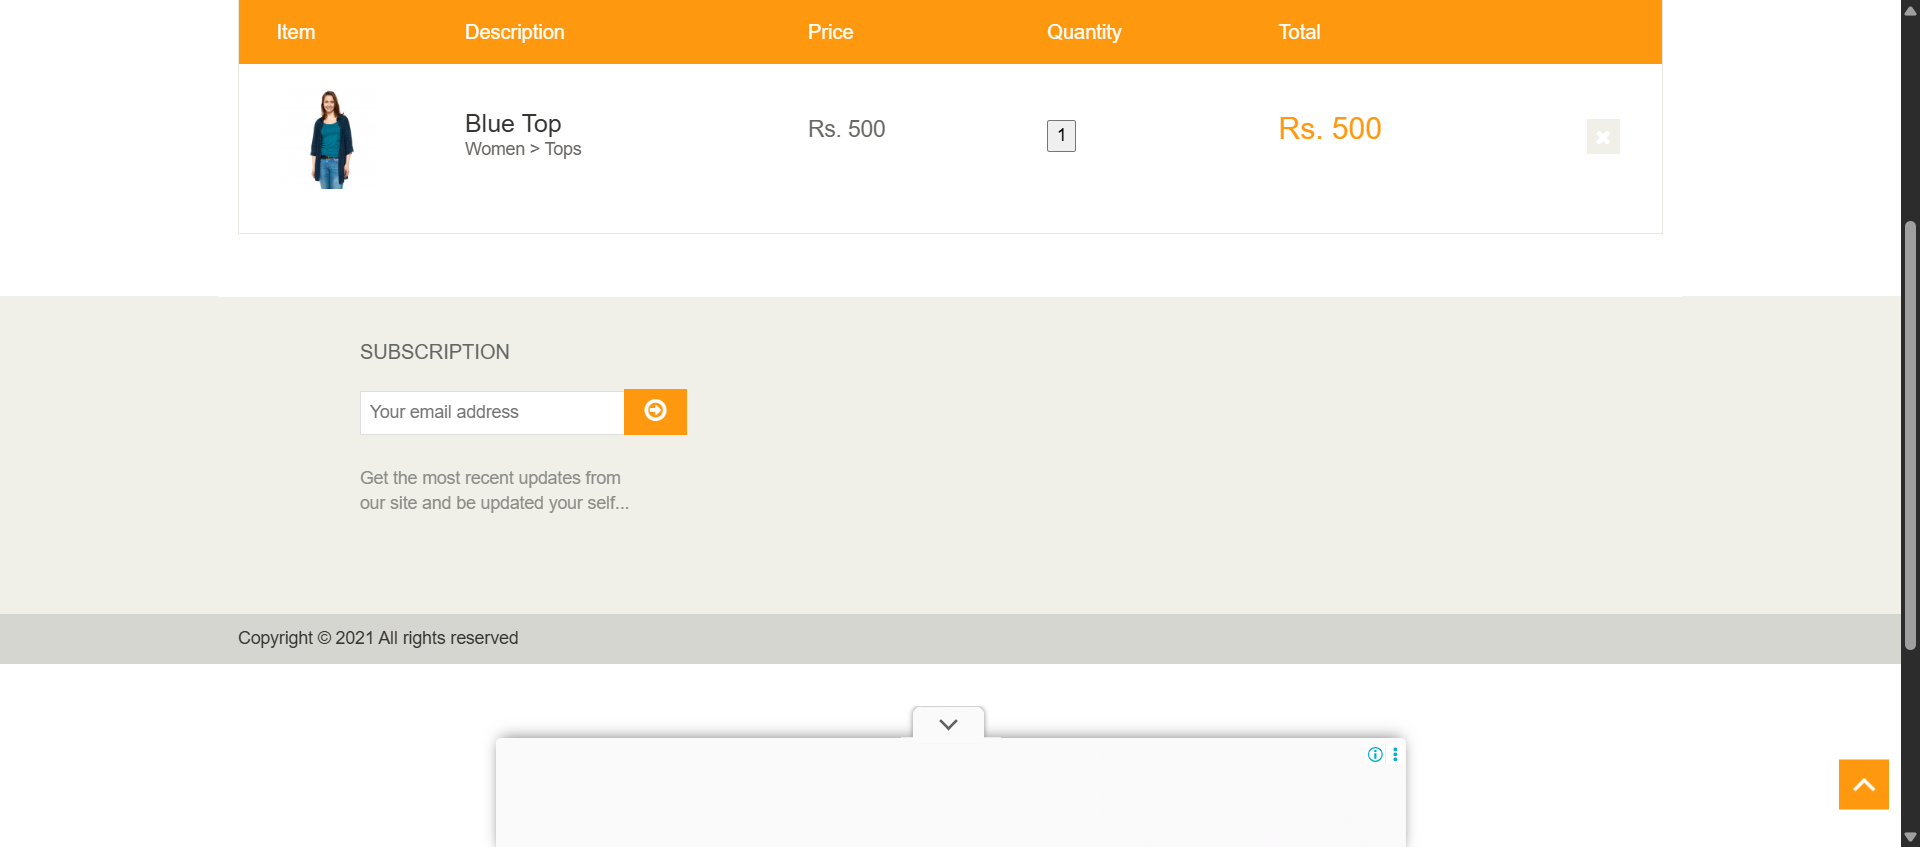 Item Description Price Quantity Total
Blue Top
Women > Tops
Rs. 500
1
Rs. 500
SUBSCRIPTION
Your email address
Get the most recent updates from
our site and be updated your self...
Copyright © 2021 All rights reserved